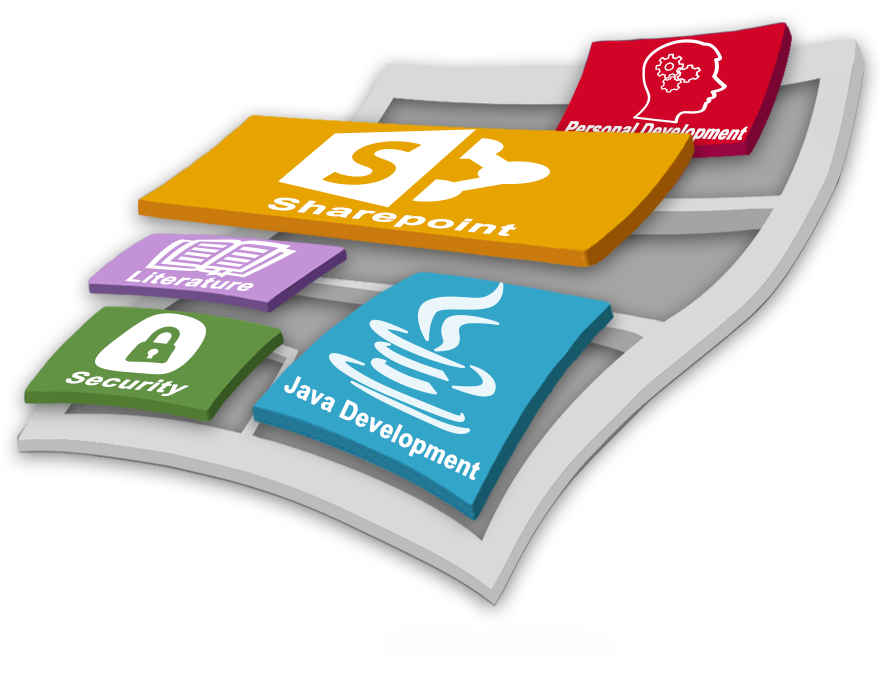 Personal Development
S
Sharepoint
Literature
Security
Java Development